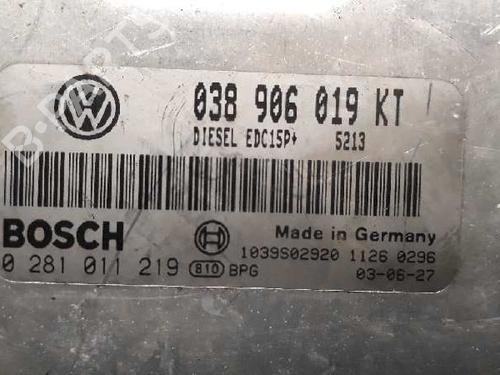 038 906 019 KT
DIESEL EDC15P+ 5213
BOSCH
Made in Germany
1039S02920 1126 0296
0 281 011 219 810 BPG
03-06-27